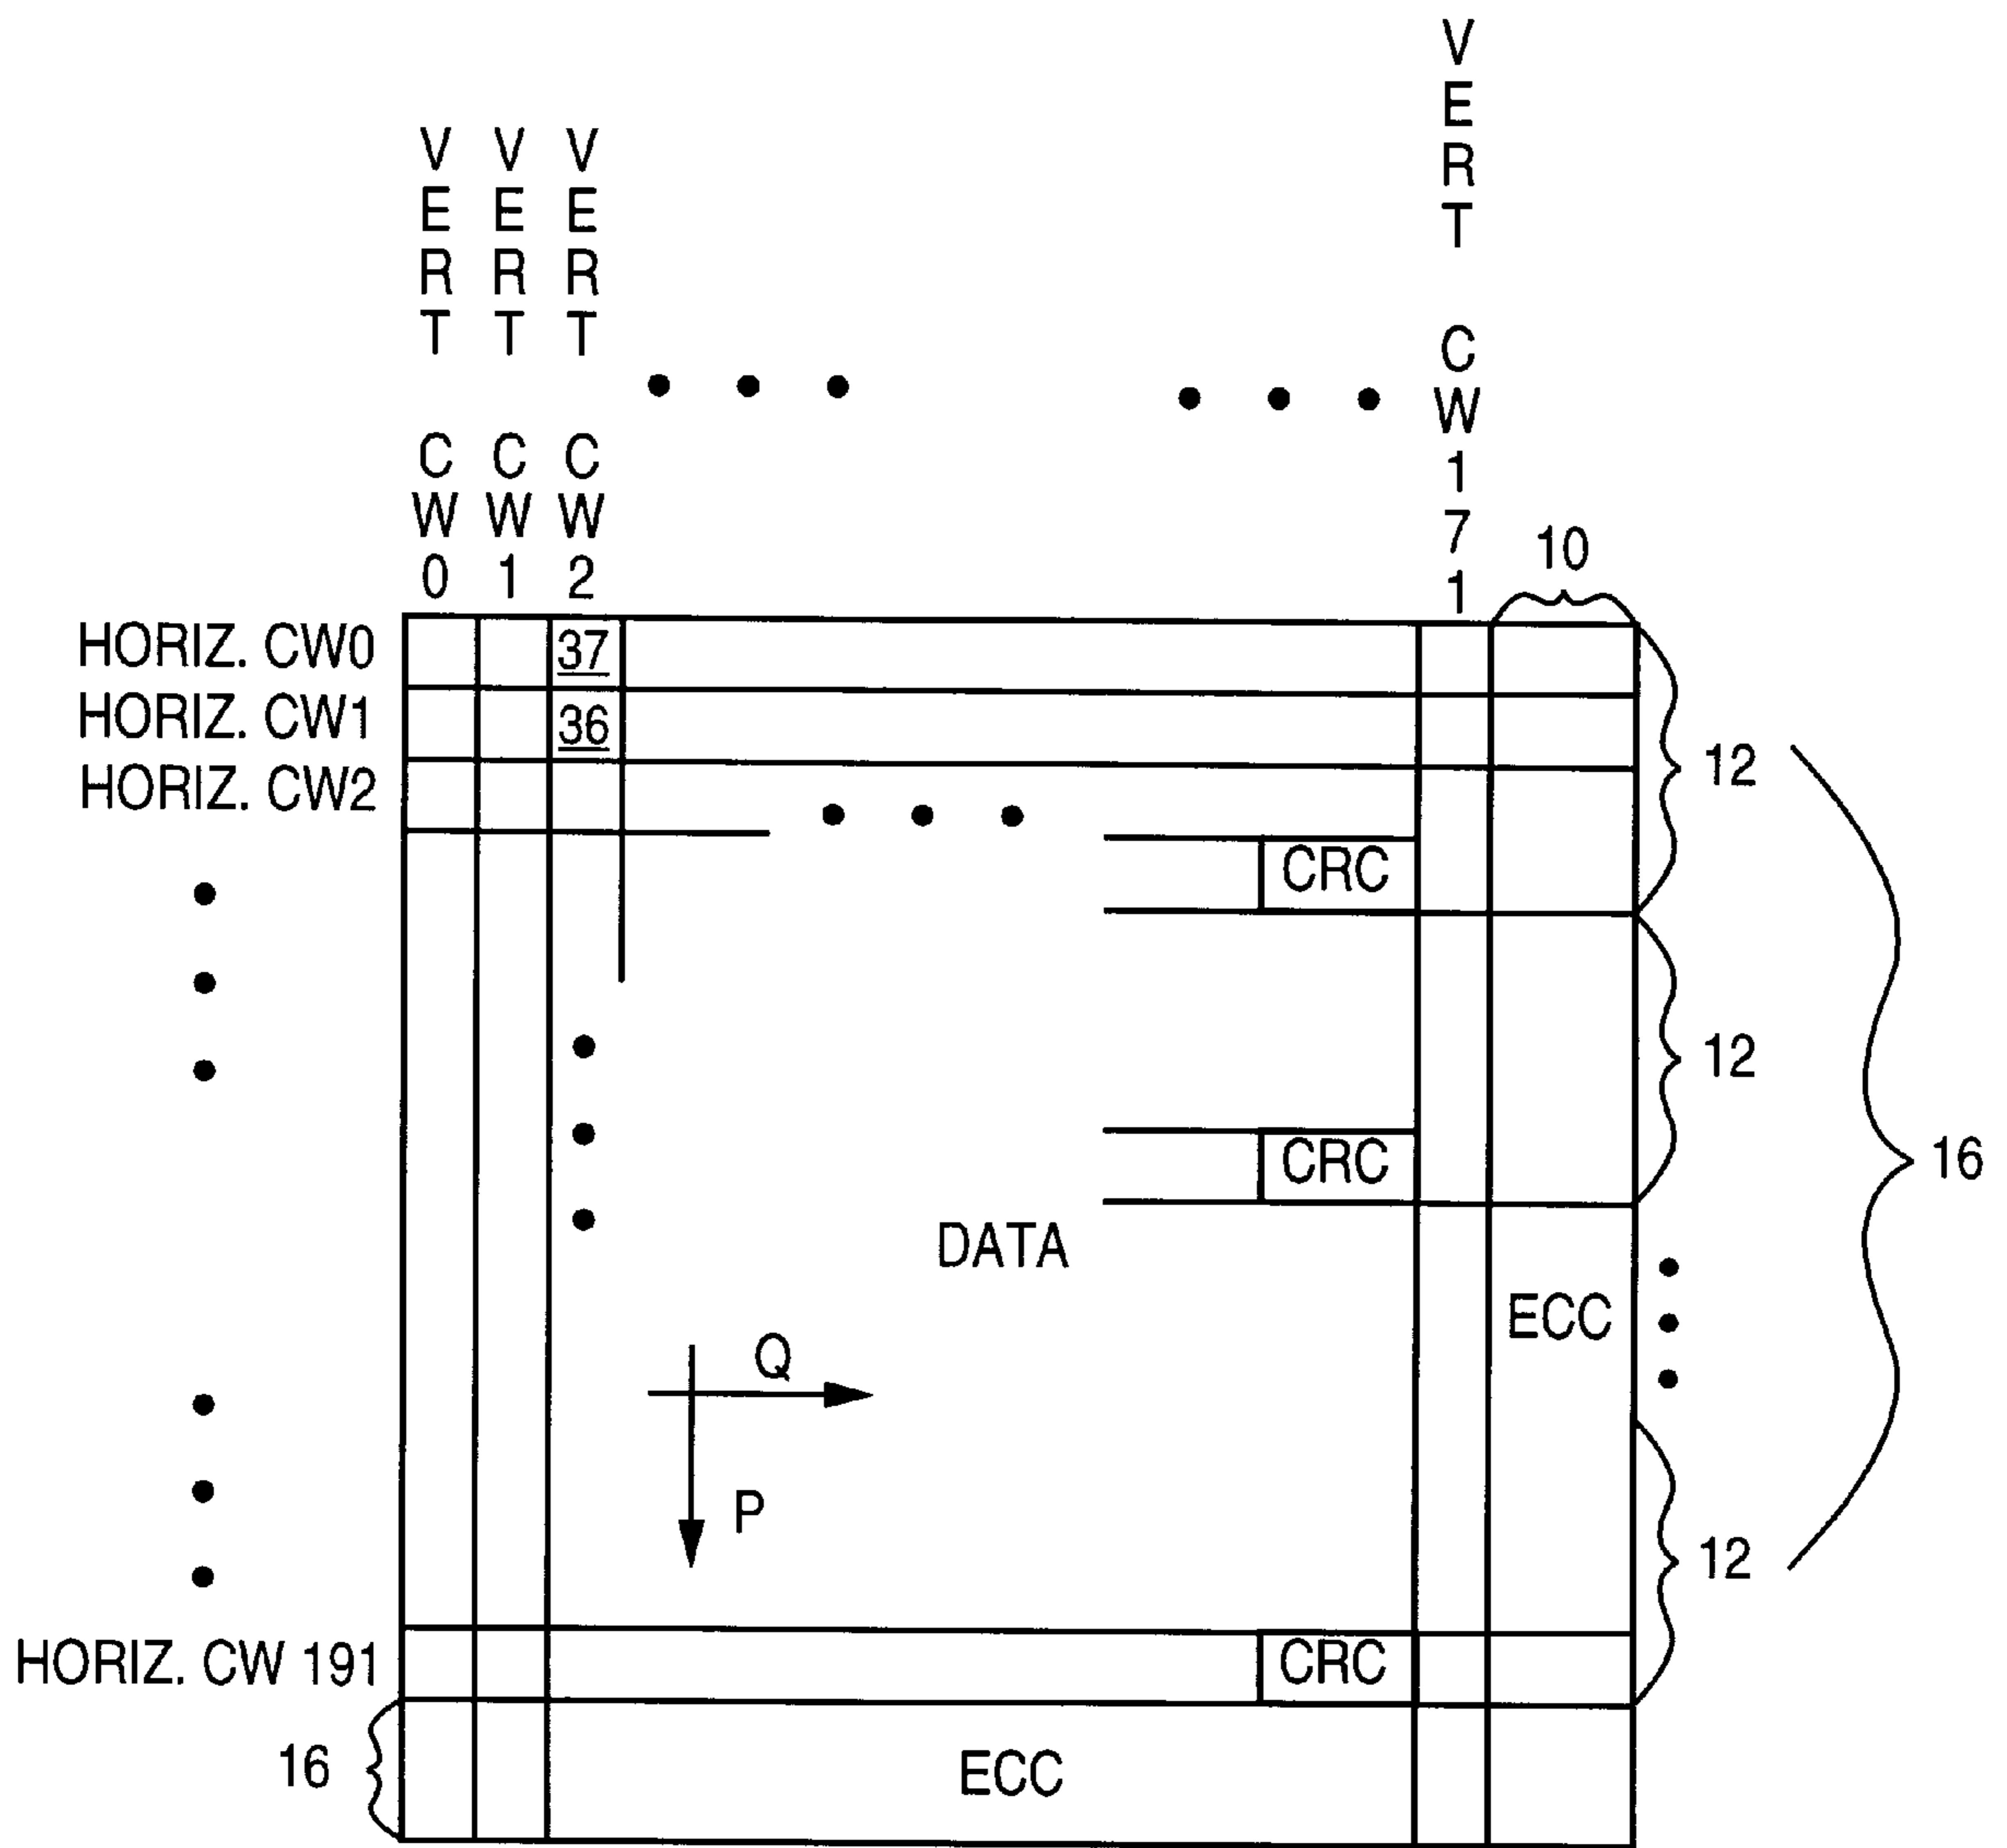 VERT CW0
VERT CW1
VERT CW2
VERT CW171
10
HORIZ. CW0
37
HORIZ. CW1
36
HORIZ. CW2
12
CRC
12
CRC
16
DATA
ECC
Q
P
12
HORIZ. CW 191
CRC
16
ECC